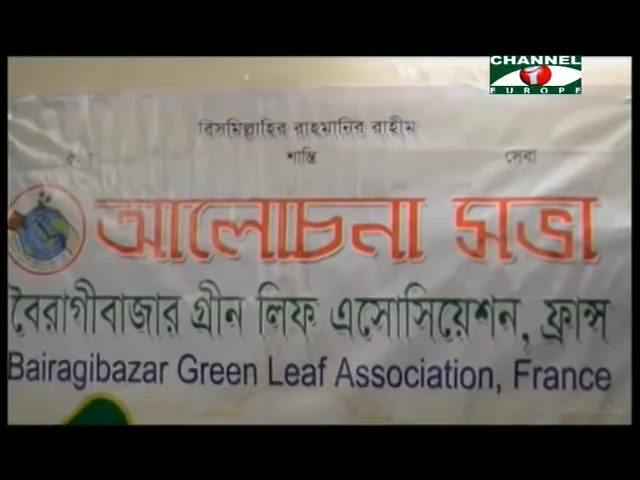 CHANNEL
EUROPE
বিসমিল্লাহির রাহমানির রাহীম
শান্তি সেবা
আলোচনা সভা
বৈরাগীবাজার গ্রীন লিফ এসোসিয়েশন, ফ্রান্স
Bairagibazar Green Leaf Association, France